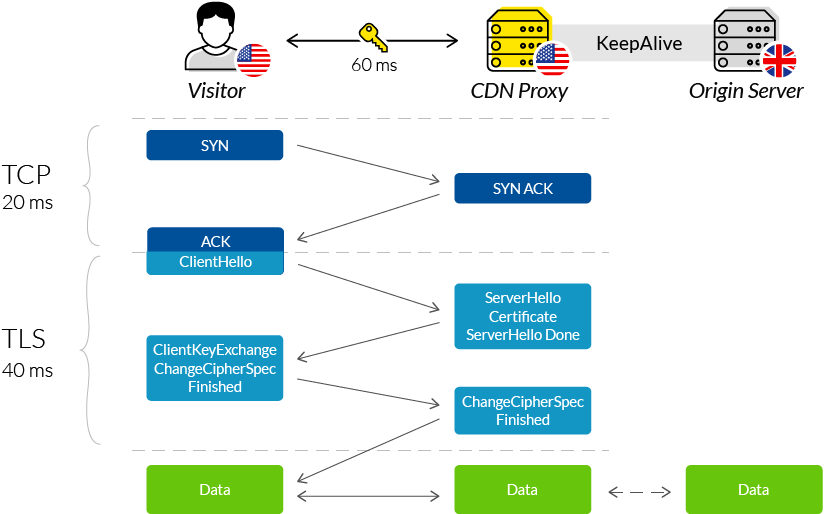 60 ms
KeepAlive
Visitor
CDN Proxy
Origin Server
TCP
20 ms
SYN
SYN ACK
ACK
ClientHello
TLS
40 ms
ServerHello
Certificate
ServerHello Done
ClientKeyExchange
ChangeCipherSpec
Finished
ChangeCipherSpec
Finished
Data
Data
Data